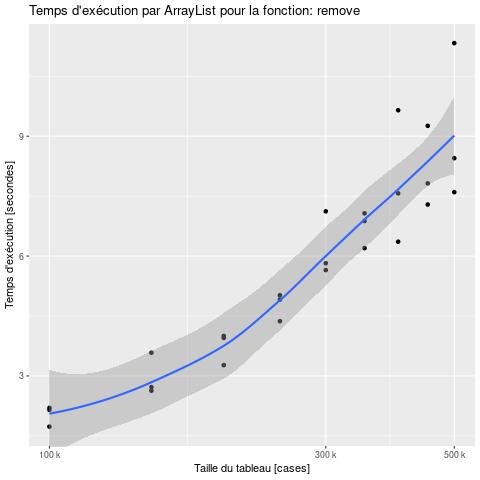 Temps d'exécution par ArrayList pour la fonction: remove
Temps d'exécution [secondes]
9
6
3
100 k
300 k
500 k
Taille du tableau [cases]